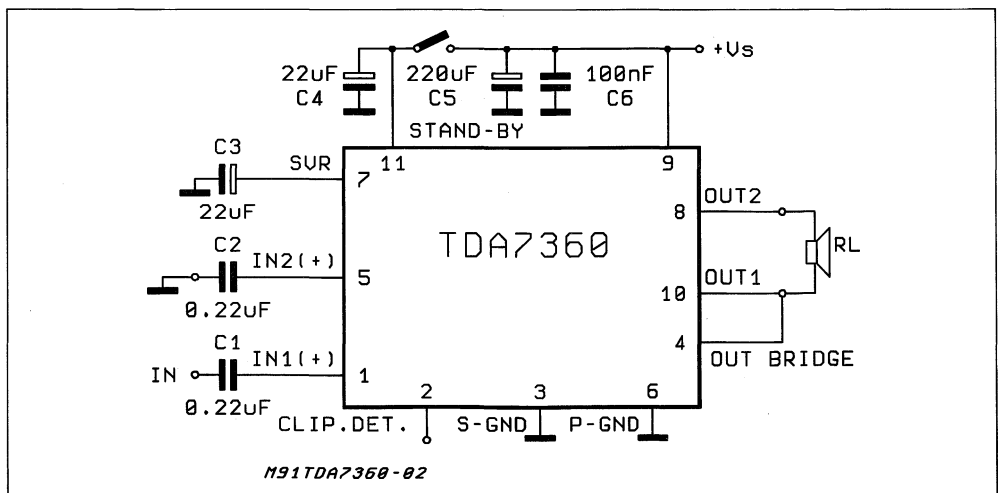 +Vs
22uF
C4
220uF
C5
100nF
C6
STAND-BY
C3
SVR
22uF
7
11
9
C2
IN2(+)
5
0.22uF
C1
IN
IN1(+)
1
0.22uF
TDA7360
8
OUT2
RL
10
OUT1
4
OUT BRIDGE
2
3
6
CLIP.DET.
S-GND
P-GND
M91TDA7360-02